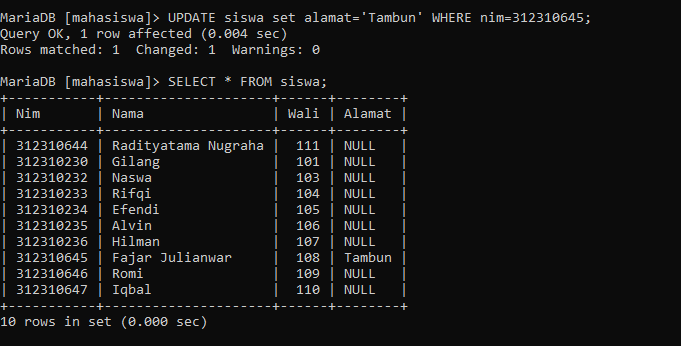 MariaDB [mahasiswa]> UPDATE siswa set alamat='Tambun' WHERE nim=312310645;
Query OK, 1 row affected (0.004 sec)
Rows matched: 1  Changed: 1  Warnings: 0
MariaDB [mahasiswa]> SELECT * FROM siswa;
+-----------+---------------------+------+--------+
| Nim       | Nama                | Wali | Alamat |
+-----------+---------------------+------+--------+
| 312310644 | Radityatama Nugraha |  111 | NULL   |
| 312310230 | Gilang              |  101 | NULL   |
| 312310232 | Naswa               |  103 | NULL   |
| 312310233 | Rifqi               |  104 | NULL   |
| 312310234 | Efendi              |  105 | NULL   |
| 312310235 | Alvin               |  106 | NULL   |
| 312310236 | Hilman              |  107 | NULL   |
| 312310645 | Fajar Julianwar     |  108 | Tambun |
| 312310646 | Romi                |  109 | NULL   |
| 312310647 | Iqbal               |  110 | NULL   |
+-----------+---------------------+------+--------+
10 rows in set (0.000 sec)